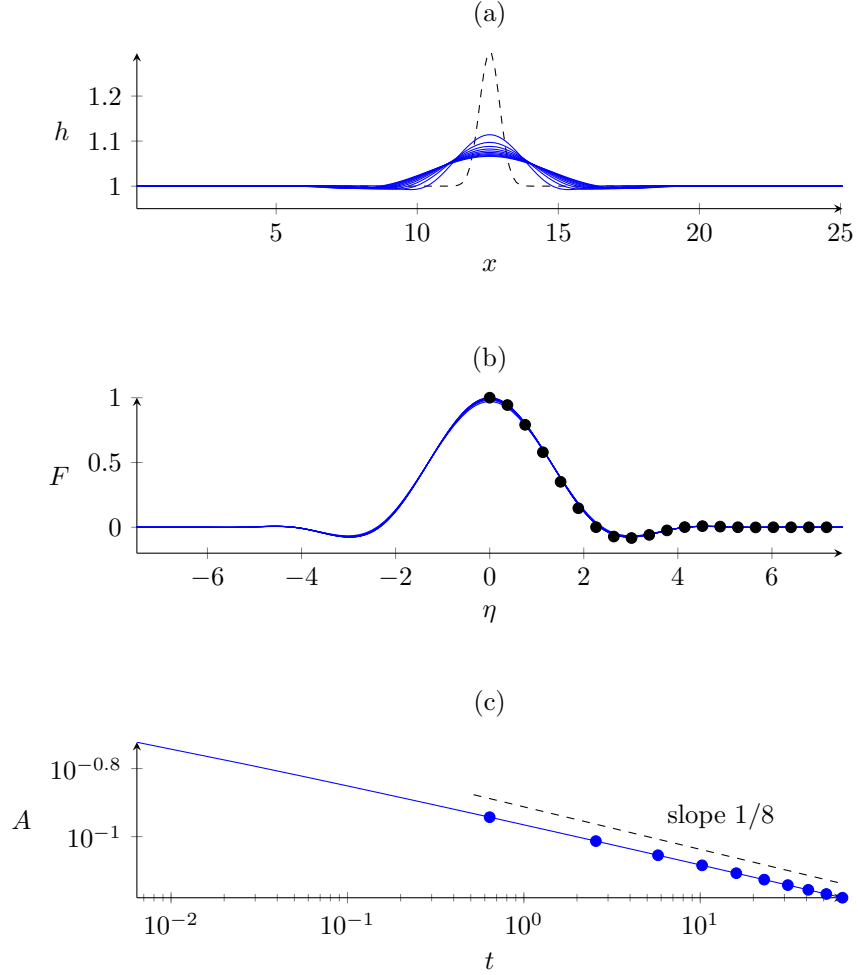 (a)
1.2
1.1
1
h
5 10 15 20 25
x
(b)
1
0.5
0
F
−6 −4 −2 0 2 4 6
η
(c)
10^{−0.8}
10^{−1}
A
slope 1/8
10^{−2} 10^{−1} 10^{0} 10^{1}
t